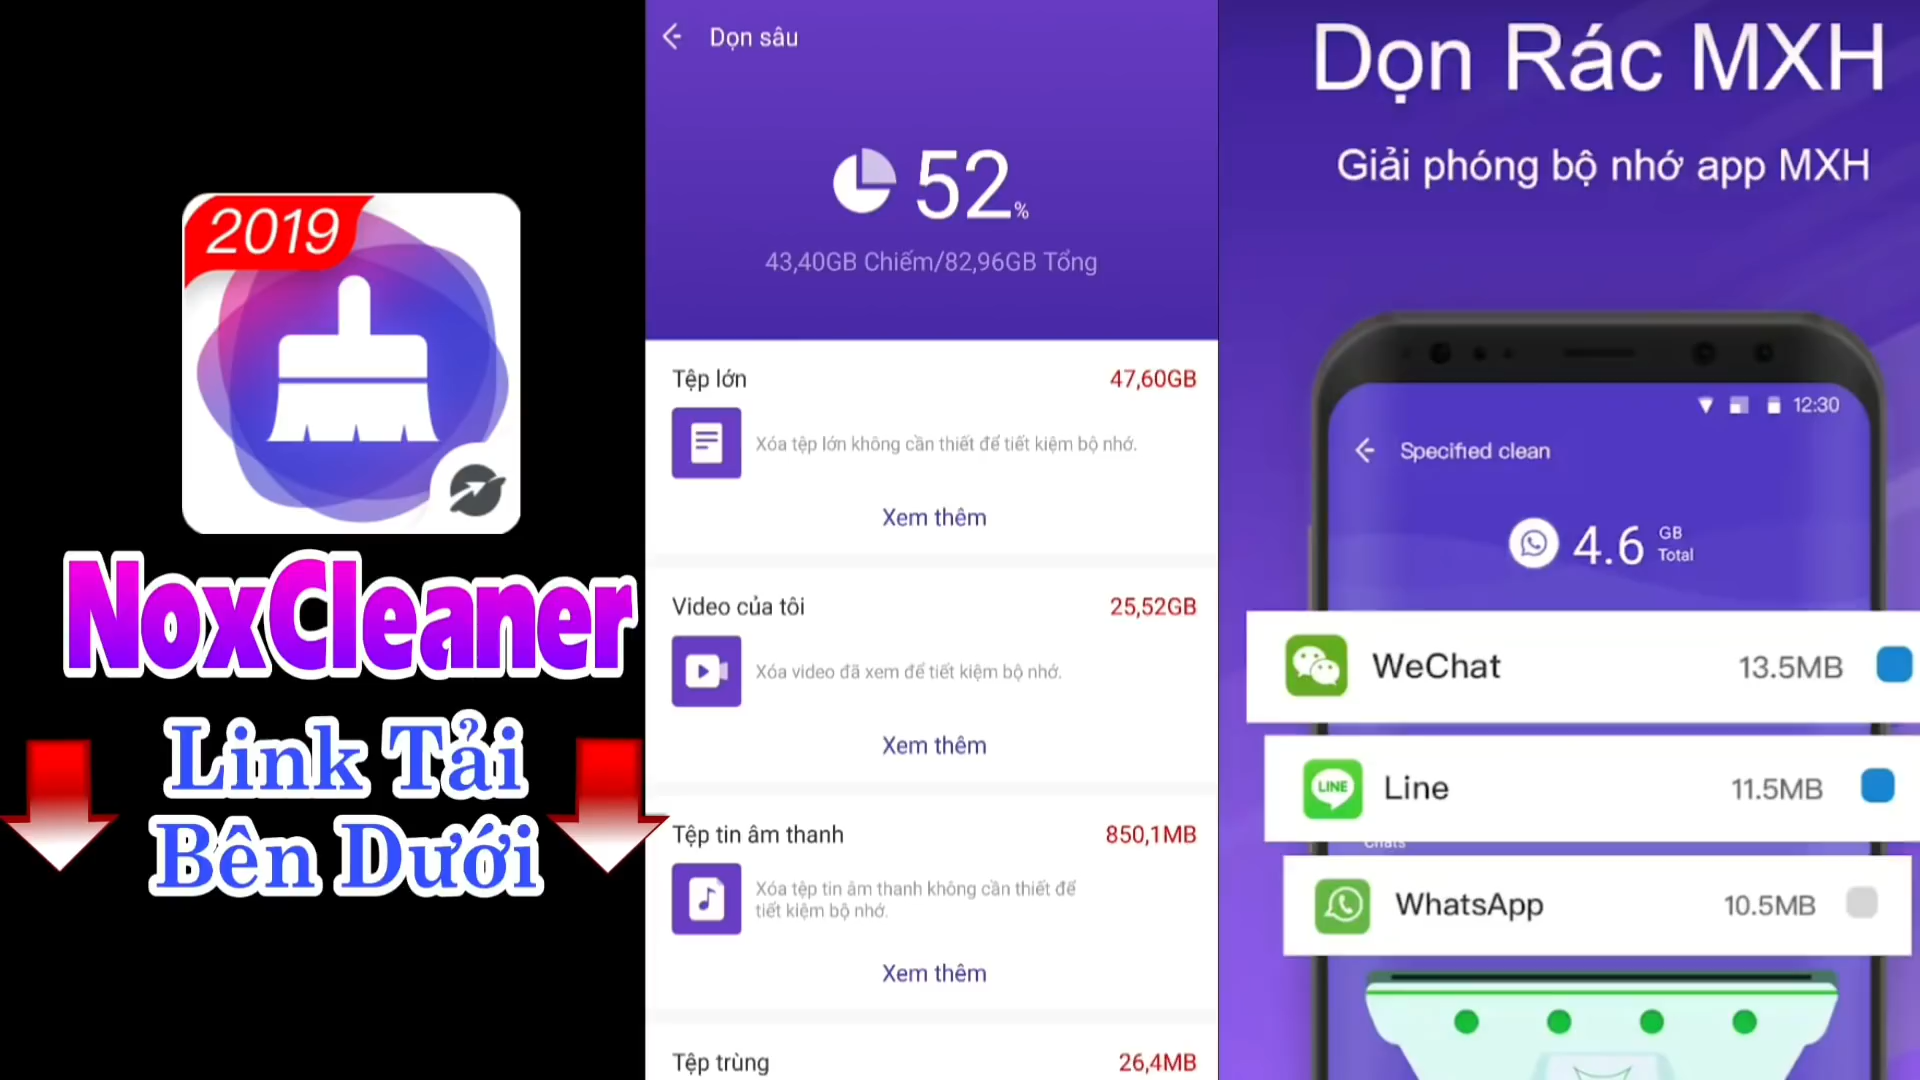 2019
NoxCleaner
Link Tải
Bên Dưới
Dọn sâu
52%
43,40GB Chiếm/82,96GB Tổng
Tệp lớn
47,60GB
Xóa tệp lớn không cần thiết để tiết kiệm bộ nhớ.
Xem thêm
Video của tôi
25,52GB
Xóa video đã xem để tiết kiệm bộ nhớ.
Xem thêm
Tệp tin âm thanh
850,1MB
Xóa tệp tin âm thanh không cần thiết để
tiết kiệm bộ nhớ.
Xem thêm
Tệp trùng
26,4MB
Dọn Rác MXH
Giải phóng bộ nhớ app MXH
12:30
Specified clean
4.6 GB
Total
WeChat
13.5MB
LINE
Line
11.5MB
Chats
WhatsApp
10.5MB